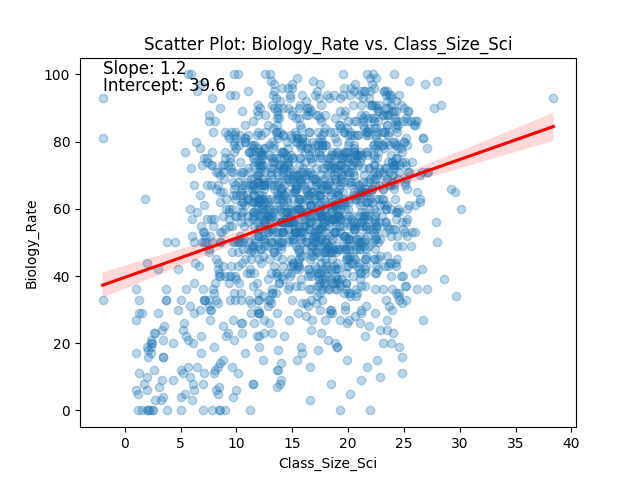 Scatter Plot: Biology_Rate vs. Class_Size_Sci
Slope: 1.2
Intercept: 39.6
100
80
60
40
20
0
Biology_Rate
0 5 10 15 20 25 30 35 40
Class_Size_Sci